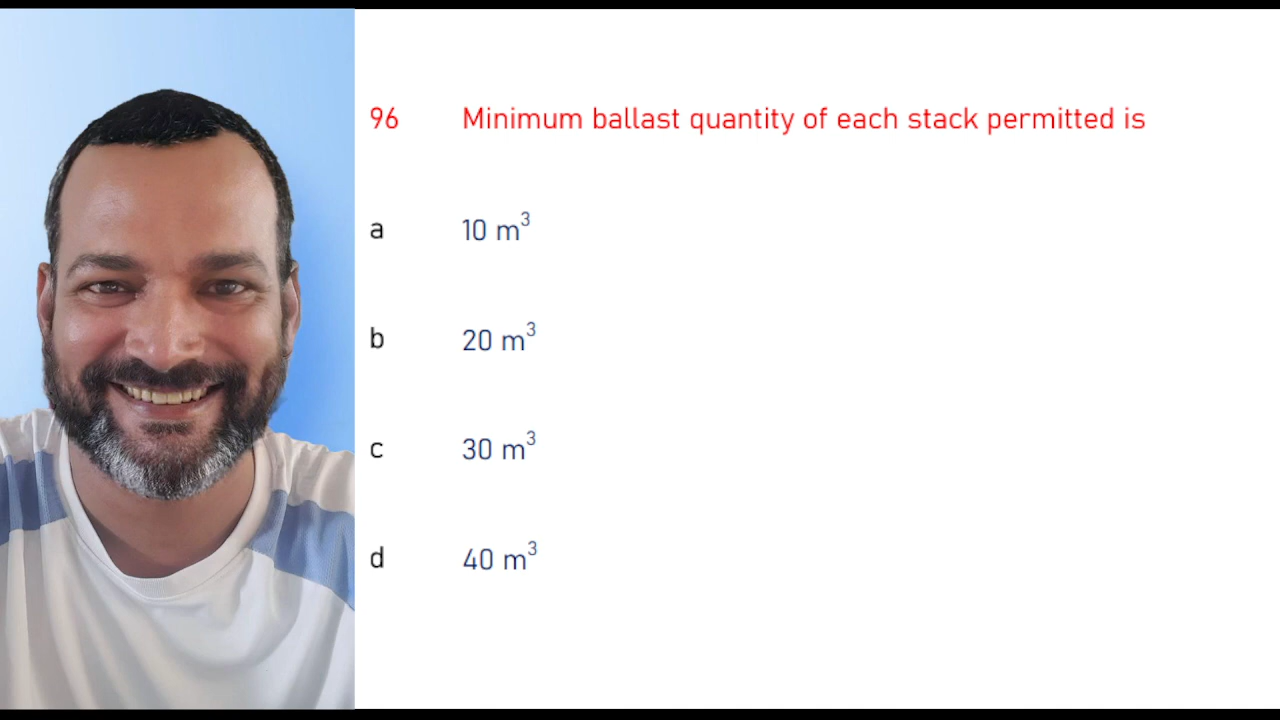 96 Minimum ballast quantity of each stack permitted is
a 10 m³
b 20 m³
c 30 m³
d 40 m³